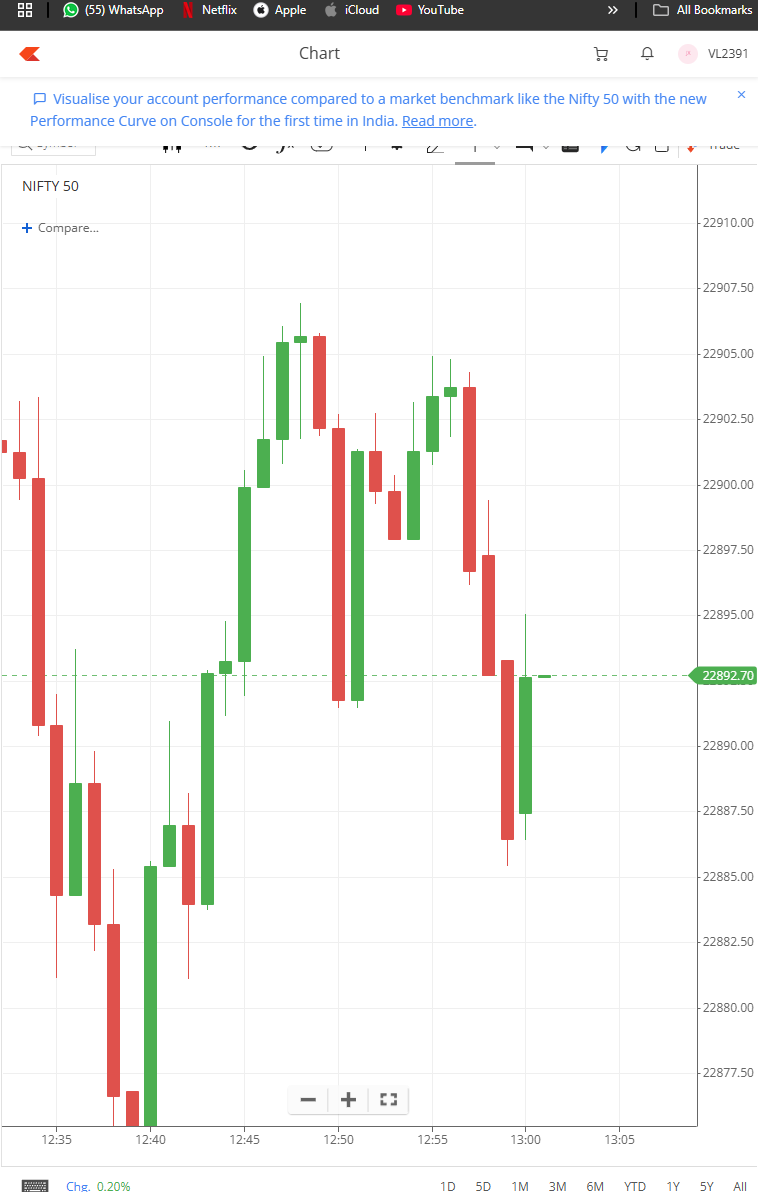 (55) WhatsApp Netflix Apple iCloud YouTube » All Bookmarks
Chart VL2391
Visualise your account performance compared to a market benchmark like the Nifty 50 with the new
Performance Curve on Console for the first time in India. Read more.
NIFTY 50
+ Compare...
22910.00
22907.50
22905.00
22902.50
22900.00
22897.50
22895.00
22892.70
22890.00
22887.50
22885.00
22882.50
22880.00
22877.50
12:35 12:40 12:45 12:50 12:55 13:00 13:05
Chg. 0.20% 1D 5D 1M 3M 6M YTD 1Y 5Y All